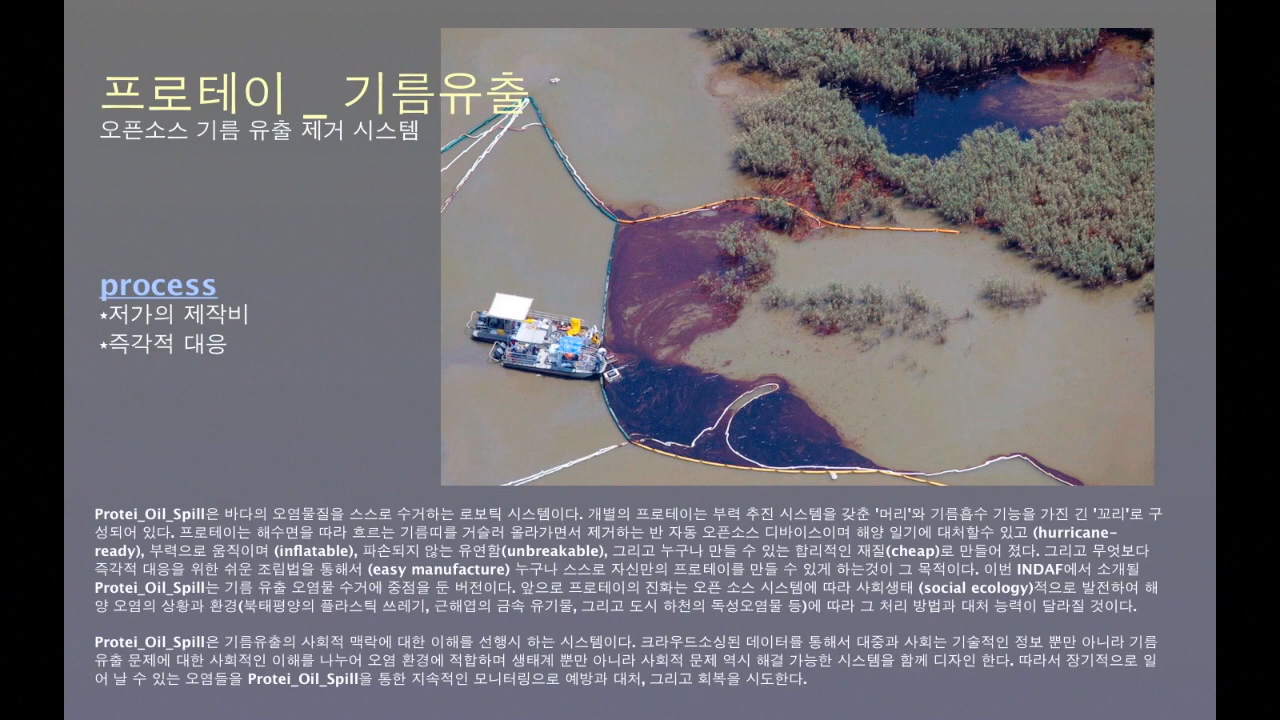 프로테이 _ 기름유출
오픈소스 기름 유출 제거 시스템
process
⋆저가의 제작비
⋆즉각적 대응
Protei_Oil_Spill은 바다의 오염물질을 스스로 수거하는 로보틱 시스템이다. 개별의 프로테이는 부력 추진 시스템을 갖춘 '머리'와 기름흡수 기능을 가진 긴 '꼬리'로 구
성되어 있다. 프로테이는 해수면을 따라 흐르는 기름띠를 거슬러 올라가면서 제거하는 반 자동 오픈소스 디바이스이며 해양 일기에 대처할수 있고 (hurricane-
ready), 부력으로 움직이며 (inflatable), 파손되지 않는 유연함(unbreakable), 그리고 누구나 만들 수 있는 합리적인 재질(cheap)로 만들어 졌다. 그리고 무엇보다
즉각적 대응을 위한 쉬운 조립법을 통해서 (easy manufacture) 누구나 스스로 자신만의 프로테이를 만들 수 있게 하는것이 그 목적이다. 이번 INDAF에서 소개될
Protei_Oil_Spill는 기름 유출 오염물 수거에 중점을 둔 버전이다. 앞으로 프로테이의 진화는 오픈 소스 시스템에 따라 사회생태 (social ecology)적으로 발전하여 해
양 오염의 상황과 환경(북태평양의 플라스틱 쓰레기, 근해엽의 금속 유기물, 그리고 도시 하천의 독성오염물 등)에 따라 그 처리 방법과 대처 능력이 달라질 것이다.
Protei_Oil_Spill은 기름유출의 사회적 맥락에 대한 이해를 선행시 하는 시스템이다. 크라우드소싱된 데이터를 통해서 대중과 사회는 기술적인 정보 뿐만 아니라 기름
유출 문제에 대한 사회적인 이해를 나누어 오염 환경에 적합하며 생태계 뿐만 아니라 사회적 문제 역시 해결 가능한 시스템을 함께 디자인 한다. 따라서 장기적으로 일
어 날 수 있는 오염들을 Protei_Oil_Spill을 통한 지속적인 모니터링으로 예방과 대처, 그리고 회복을 시도한다.